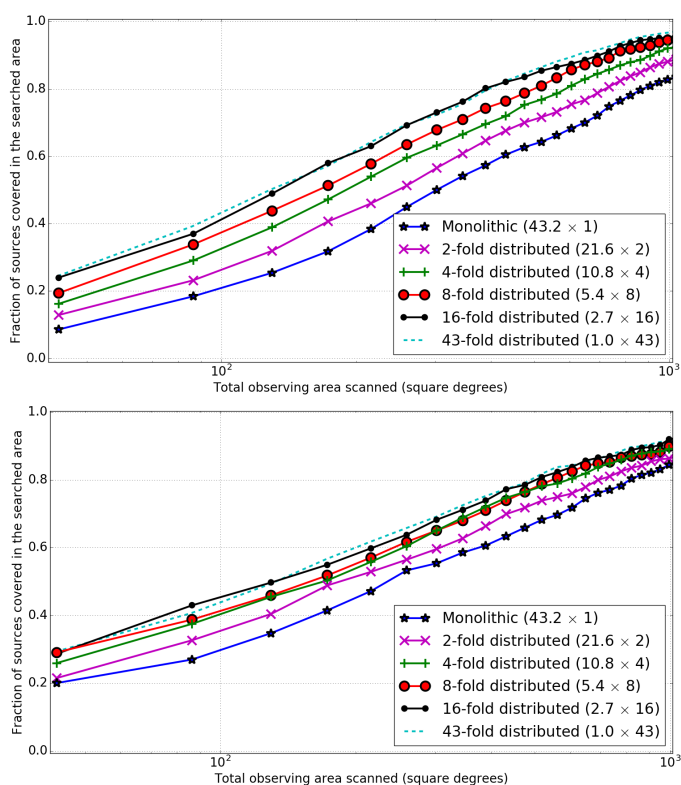 1.0
0.8
0.6
0.4
0.2
0.0
Fraction of sources covered in the searched area
Monolithic (43.2 × 1)
2-fold distributed (21.6 × 2)
4-fold distributed (10.8 × 4)
8-fold distributed (5.4 × 8)
16-fold distributed (2.7 × 16)
43-fold distributed (1.0 × 43)
10² 10³
Total observing area scanned (square degrees)
1.0
0.8
0.6
0.4
0.2
0.0
Fraction of sources covered in the searched area
Monolithic (43.2 × 1)
2-fold distributed (21.6 × 2)
4-fold distributed (10.8 × 4)
8-fold distributed (5.4 × 8)
16-fold distributed (2.7 × 16)
43-fold distributed (1.0 × 43)
10² 10³
Total observing area scanned (square degrees)